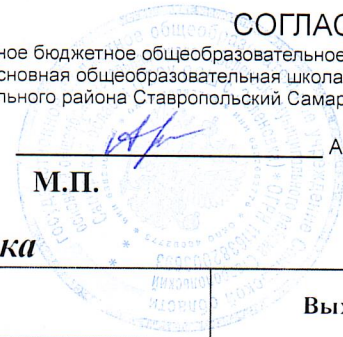 СОГЛАС
ное бюджетное общеобразовательное
сновная общеобразовательная школа
льного района Ставропольский Самар
А
М.П.
ка
Вых